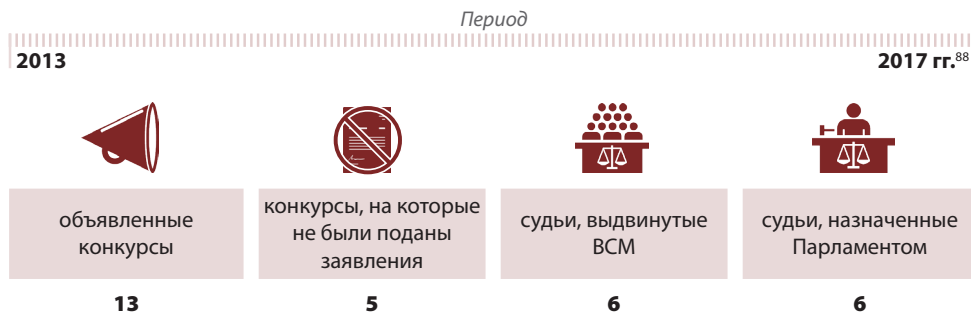 Период
2013
2017 гг.88
объявленные
конкурсы
конкурсы, на которые
не были поданы
заявления
судьи, выдвинутые
ВСМ
судьи, назначенные
Парламентом
13
5
6
6